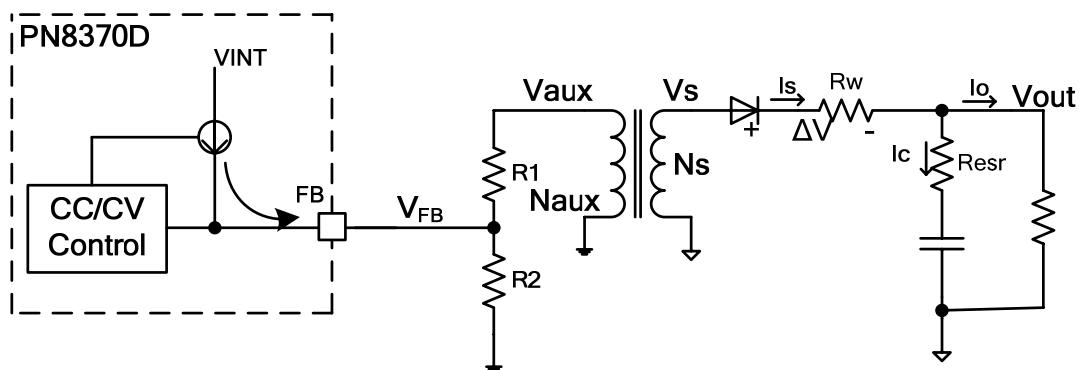 PN8370D
VINT
CC/CV
Control
FB
V_FB
Vaux
R1
Naux
R2
Vs
Ns
Is
Rw
+
ΔV
-
Io
Vout
Ic
Resr